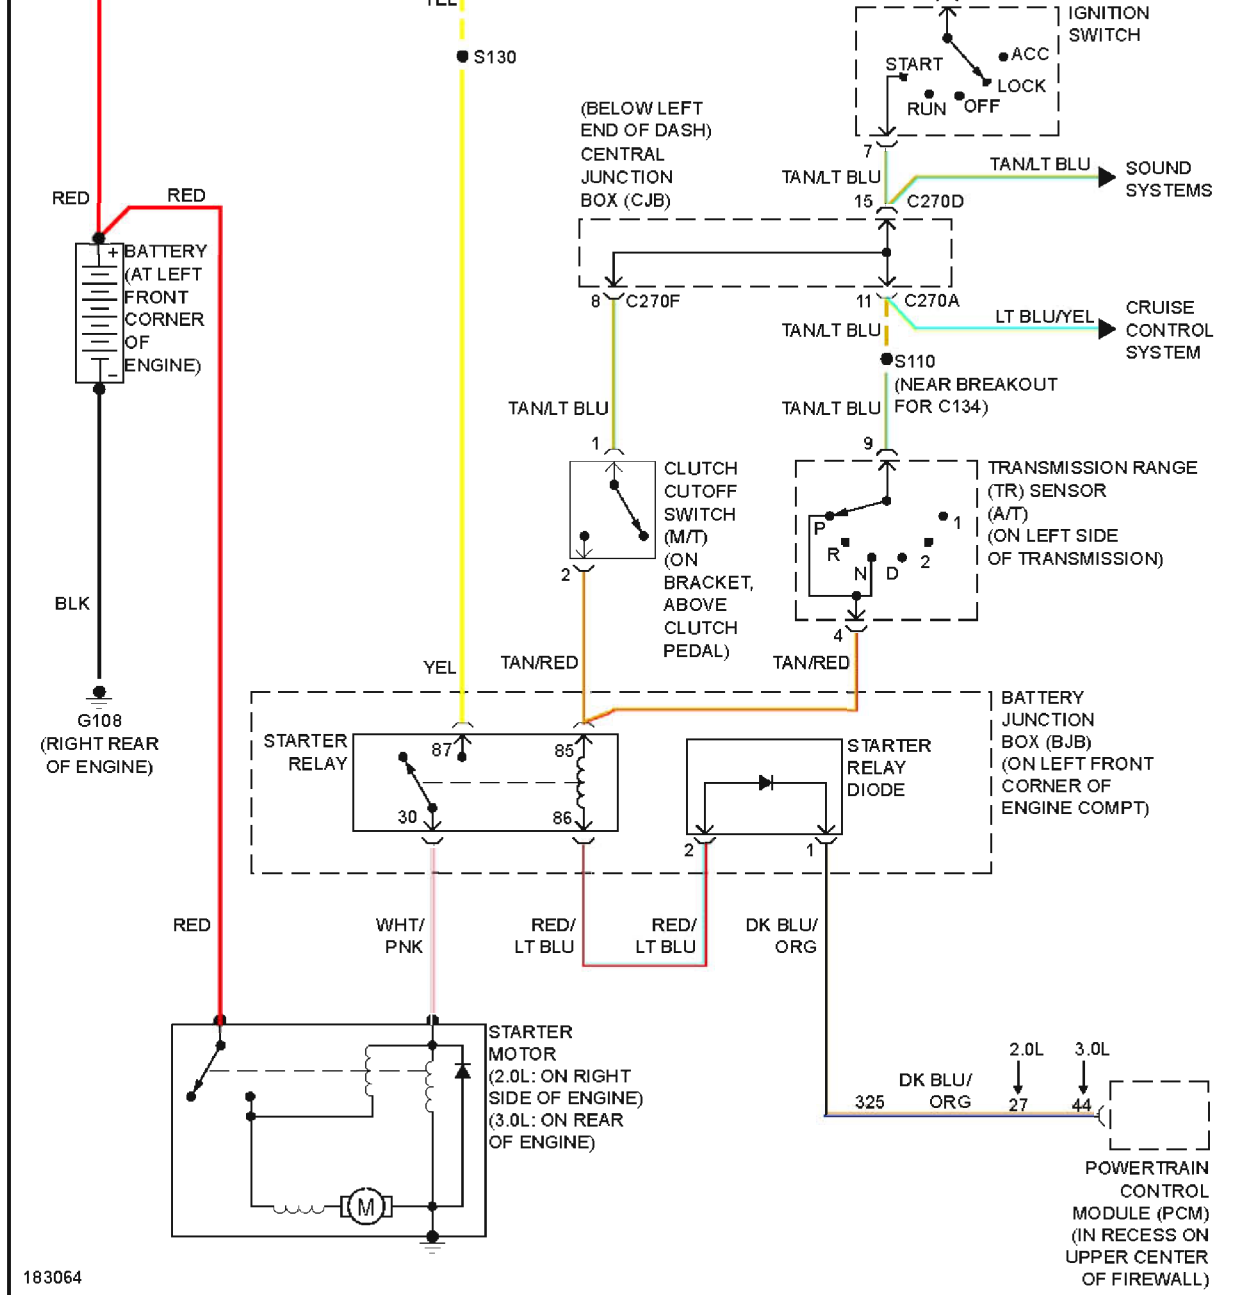 YEL
S130
IGNITION
SWITCH
ACC
START
LOCK
RUN
OFF
7
TAN/LT BLU
TAN/LT BLU
SOUND
SYSTEMS
15
C270D
(BELOW LEFT
END OF DASH)
CENTRAL
JUNCTION
BOX (CJB)
8
C270F
11
C270A
TAN/LT BLU
LT BLU/YEL
CRUISE
CONTROL
SYSTEM
S110
(NEAR BREAKOUT
FOR C134)
RED
RED
+
BATTERY
(AT LEFT
FRONT
CORNER
OF
ENGINE)
-
TAN/LT BLU
TAN/LT BLU
1
9
CLUTCH
CUTOFF
SWITCH
(M/T)
(ON
BRACKET,
ABOVE
CLUTCH
PEDAL)
2
TRANSMISSION RANGE
(TR) SENSOR
(A/T)
(ON LEFT SIDE
OF TRANSMISSION)
P
R
N
D
2
1
4
BLK
G108
(RIGHT REAR
OF ENGINE)
YEL
TAN/RED
TAN/RED
BATTERY
JUNCTION
BOX (BJB)
(ON LEFT FRONT
CORNER OF
ENGINE COMPT)
STARTER
RELAY
87
85
30
86
STARTER
RELAY
DIODE
2
1
RED
WHT/
PNK
RED/
LT BLU
RED/
LT BLU
DK BLU/
ORG
STARTER
MOTOR
(2.0L: ON RIGHT
SIDE OF ENGINE)
(3.0L: ON REAR
OF ENGINE)
M
2.0L
3.0L
DK BLU/
ORG
325
27
44
POWERTRAIN
CONTROL
MODULE (PCM)
(IN RECESS ON
UPPER CENTER
OF FIREWALL)
183064